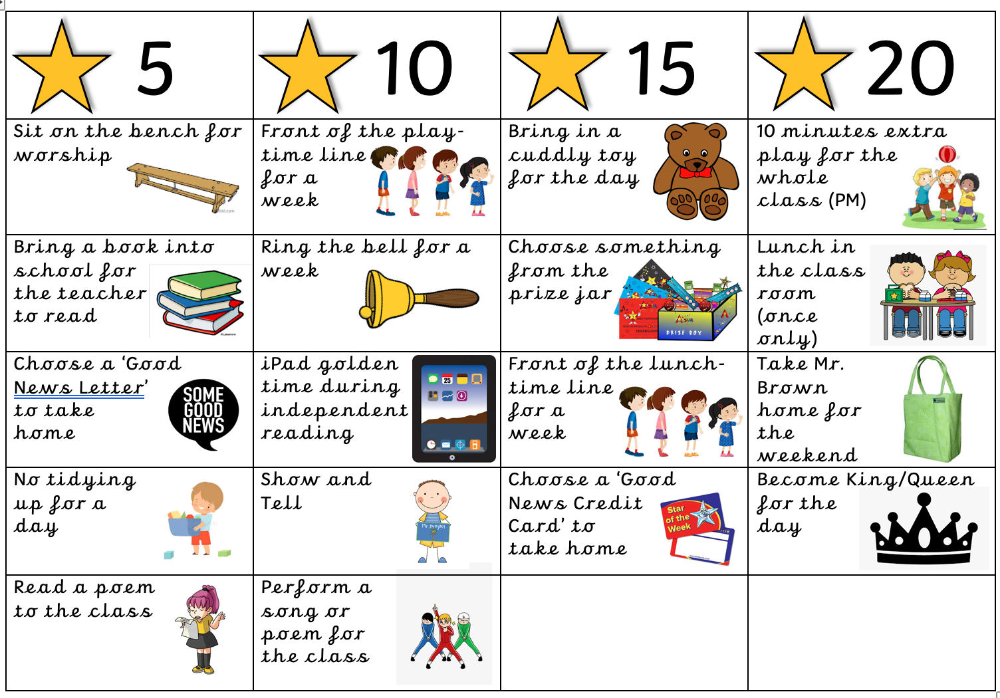 5
10
15
20
Sit on the bench for
worship
Front of the play-
time line
for a
week
Bring in a
cuddly toy
for the day
10 minutes extra
play for the
whole
class (PM)
Bring a book into
school for
the teacher
to read
Ring the bell for a
week
Choose something
from the
prize jar
A STAR
PRIZE BOX
Lunch in
the class
room
(once
only)
Choose a ‘Good
News Letter’
to take
home
SOME
GOOD
NEWS
iPad golden
time during
independent
reading
25
Front of the lunch-
time line
for a
week
Take Mr.
Brown
home for
the
weekend
No tidying
up for a
day
Show and
Tell
My project
Choose a ‘Good
News Credit
Card’ to
take home
Star
of the
Week
Become King/Queen
for the
day
Read a poem
to the class
Perform a
song or
poem for
the class